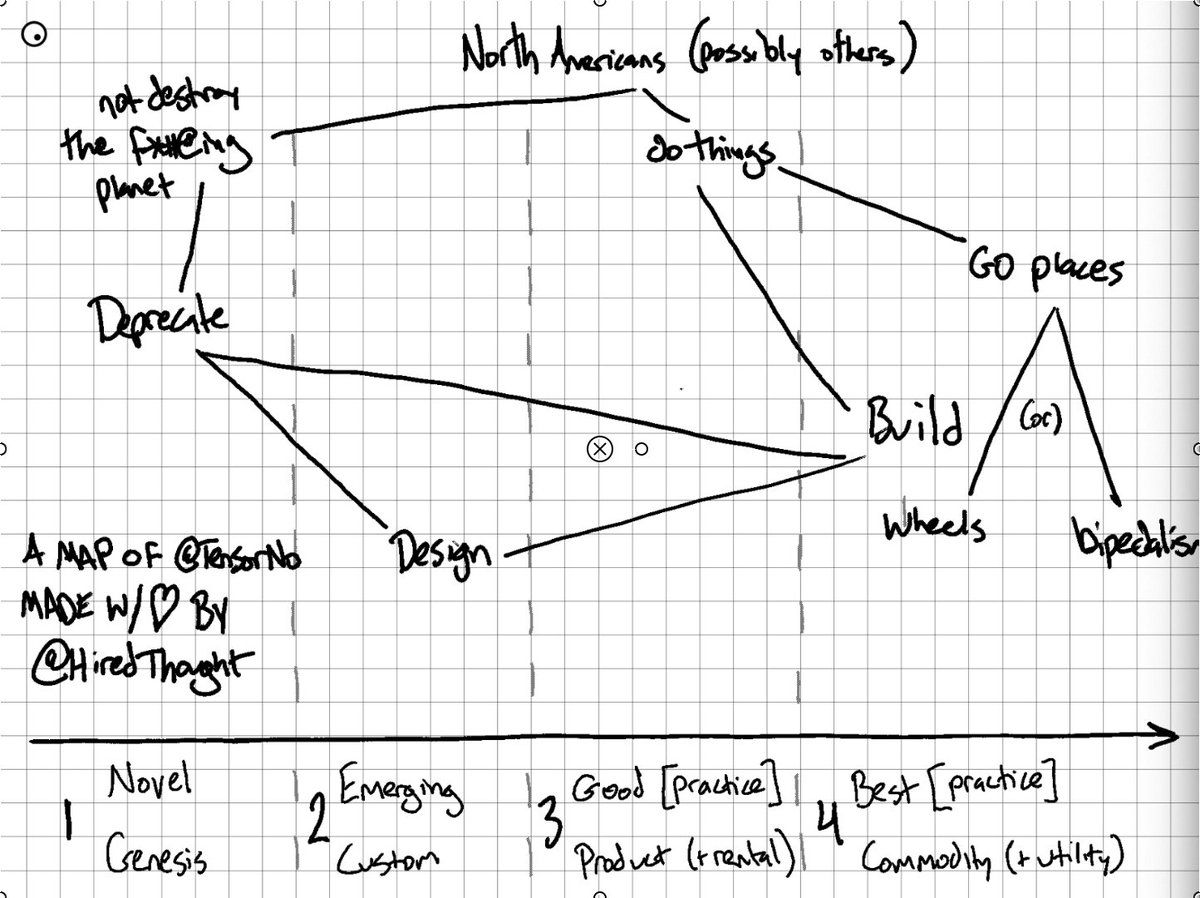 North Americans (possibly others)
not destroy
the f*#@ing
planet
do things
Go places
Deprecate
Build
(or)
Wheels
bipedalism
Design
A MAP OF @TensorNo
MADE W/♡ BY
@HiredThought
1 Novel
Genesis
2 Emerging
Custom
3 Good [practice]
Product (+rental)
4 Best [practice]
Commodity (+utility)